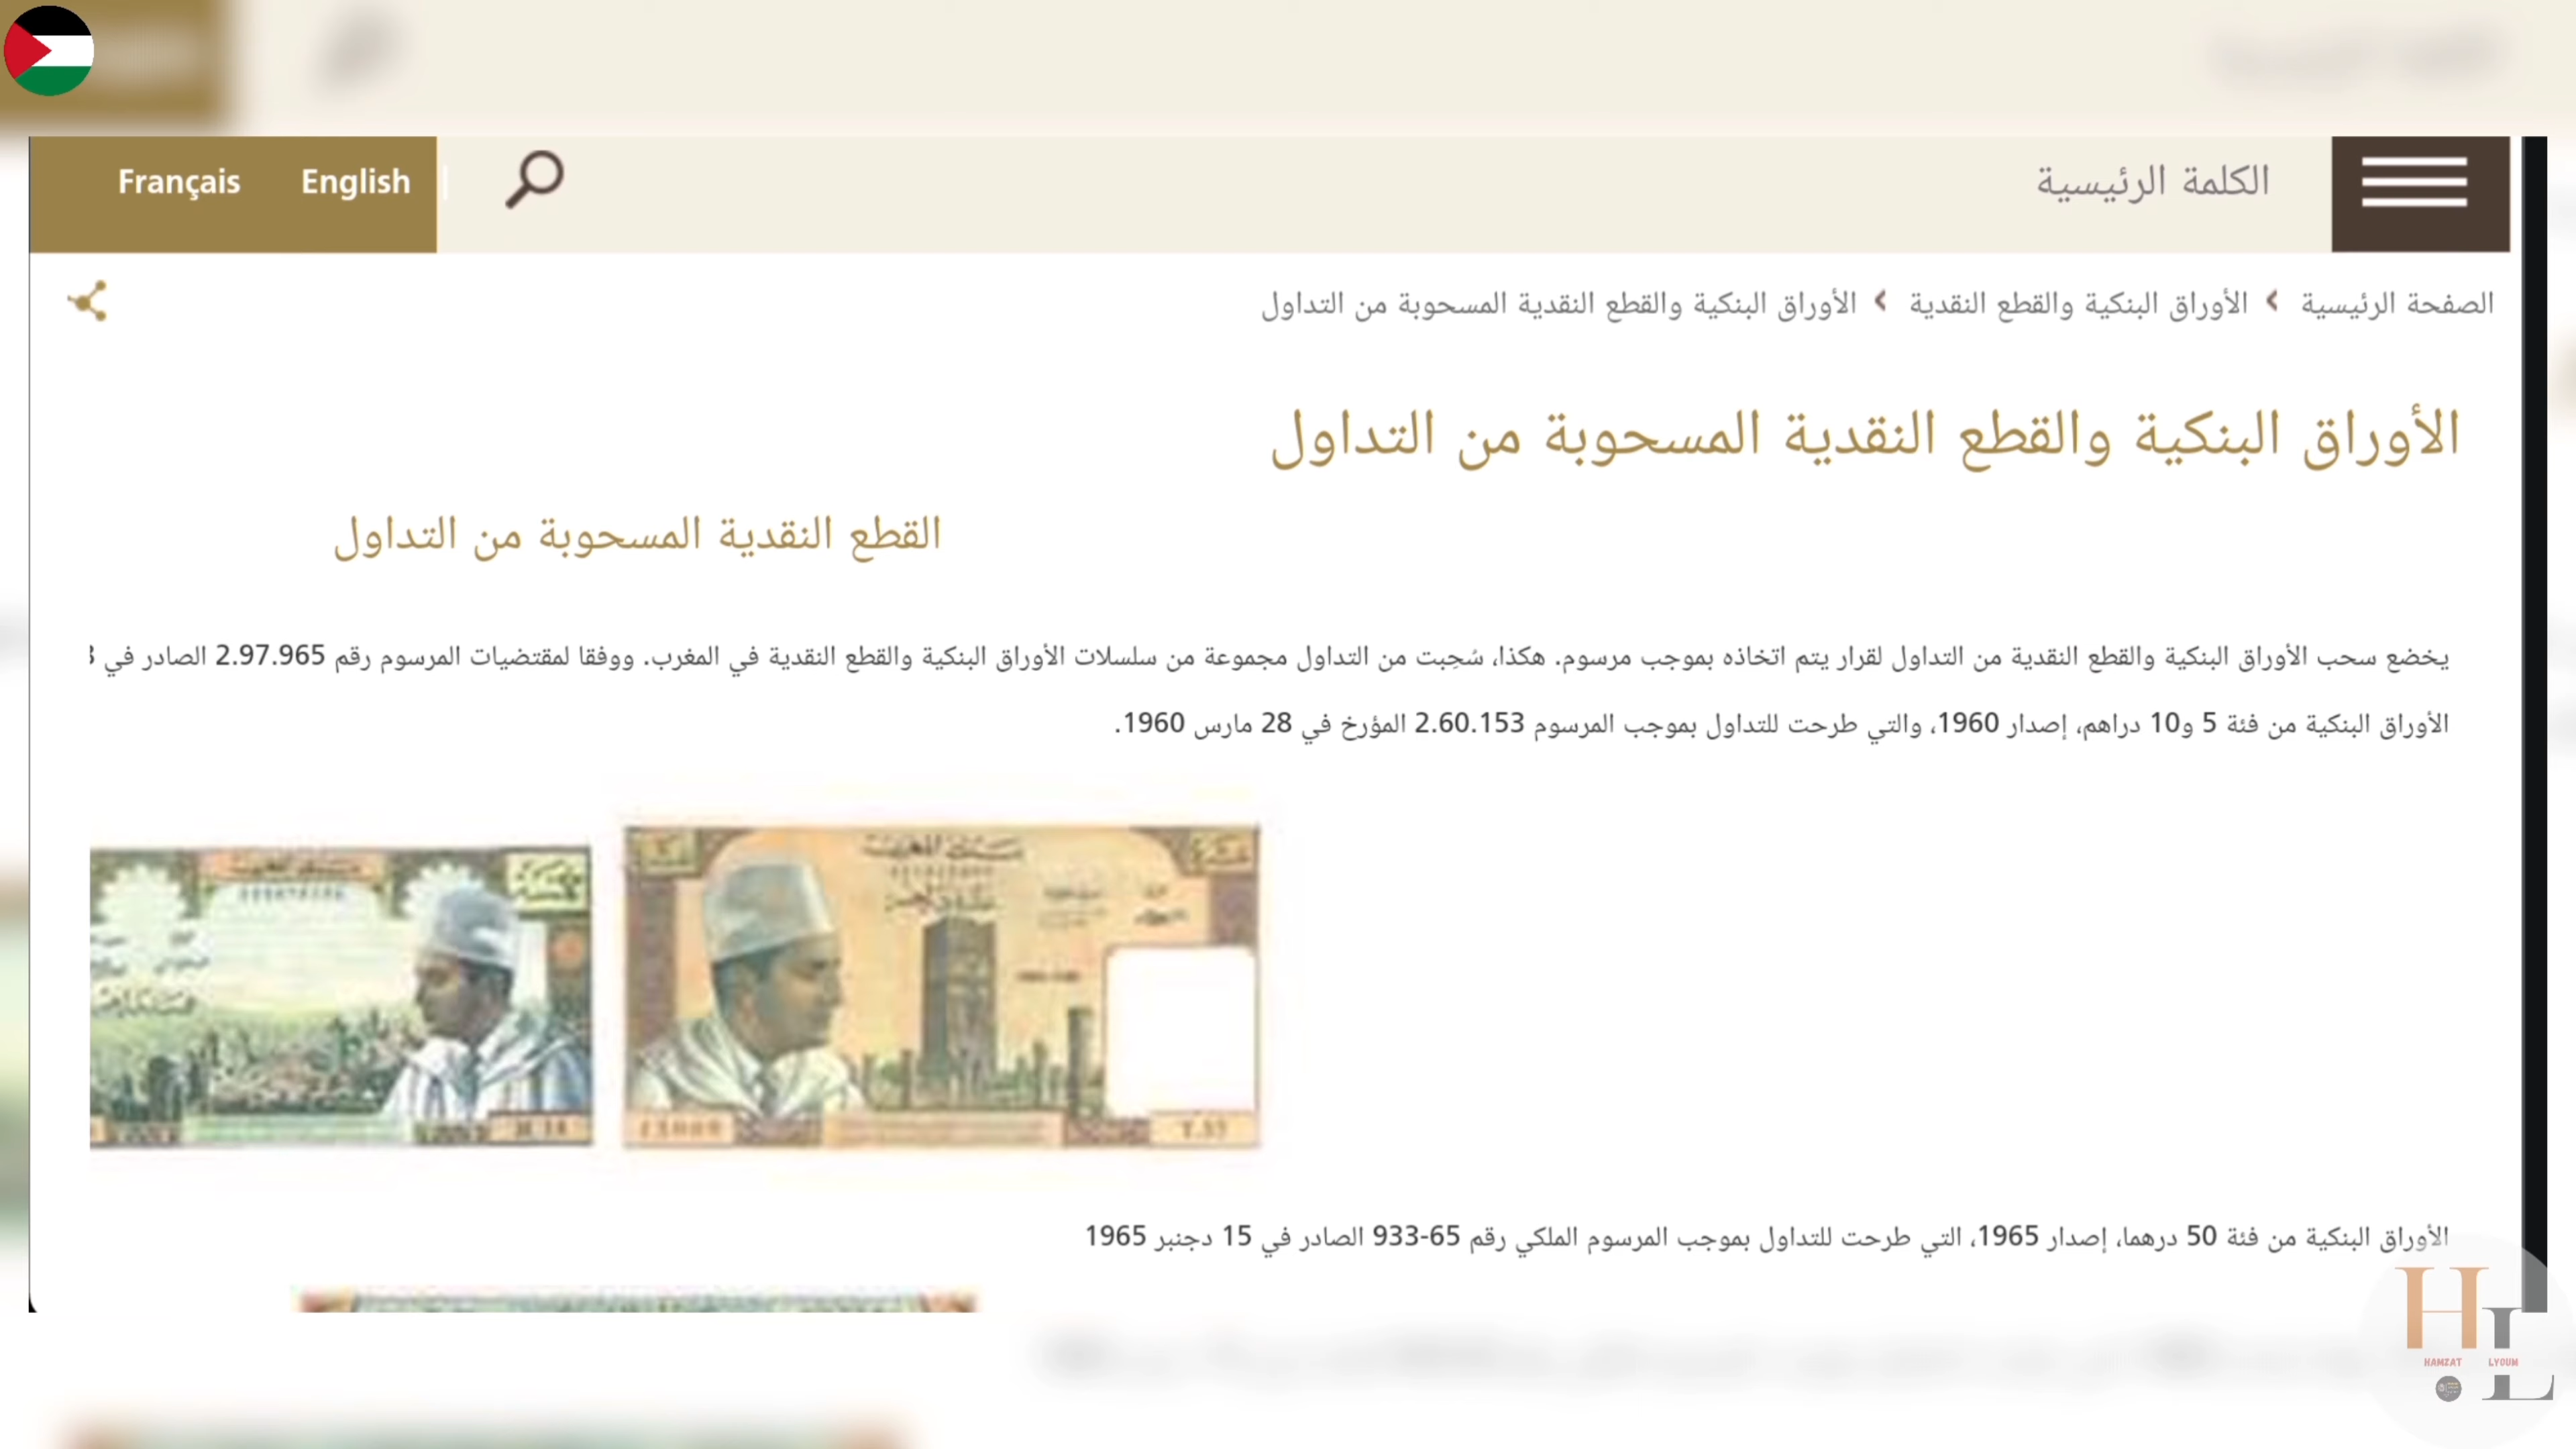 الكلمة الرئيسية
English
Français
الصفحة الرئيسية › الأوراق البنكية والقطع النقدية › الأوراق البنكية والقطع النقدية المسحوبة من التداول
الأوراق البنكية والقطع النقدية المسحوبة من التداول
القطع النقدية المسحوبة من التداول
يخضع سحب الأوراق البنكية والقطع النقدية من التداول لقرار يتم اتخاذه بموجب مرسوم. هكذا، سُحِبت من التداول مجموعة من سلسلات الأوراق البنكية والقطع النقدية في المغرب. ووفقا لمقتضيات المرسوم رقم 2.97.965 الصادر في
الأوراق البنكية من فئة 5 و10 دراهم، إصدار 1960، والتي طرحت للتداول بموجب المرسوم 2.60.153 المؤرخ في 28 مارس 1960.
الأوراق البنكية من فئة 50 درهما، إصدار 1965، التي طرحت للتداول بموجب المرسوم الملكي رقم 65-933 الصادر في 15 دجنبر 1965
HL
HAMZAT LYOUM